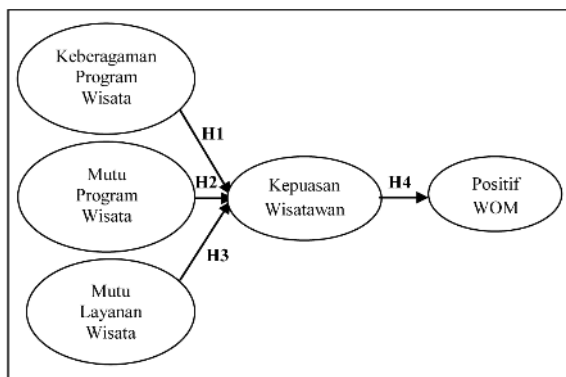 Keberagaman
Program
Wisata
H1
Mutu
Program
Wisata
H2
Kepuasan
Wisatawan
H4
Positif
WOM
H3
Mutu
Layanan
Wisata